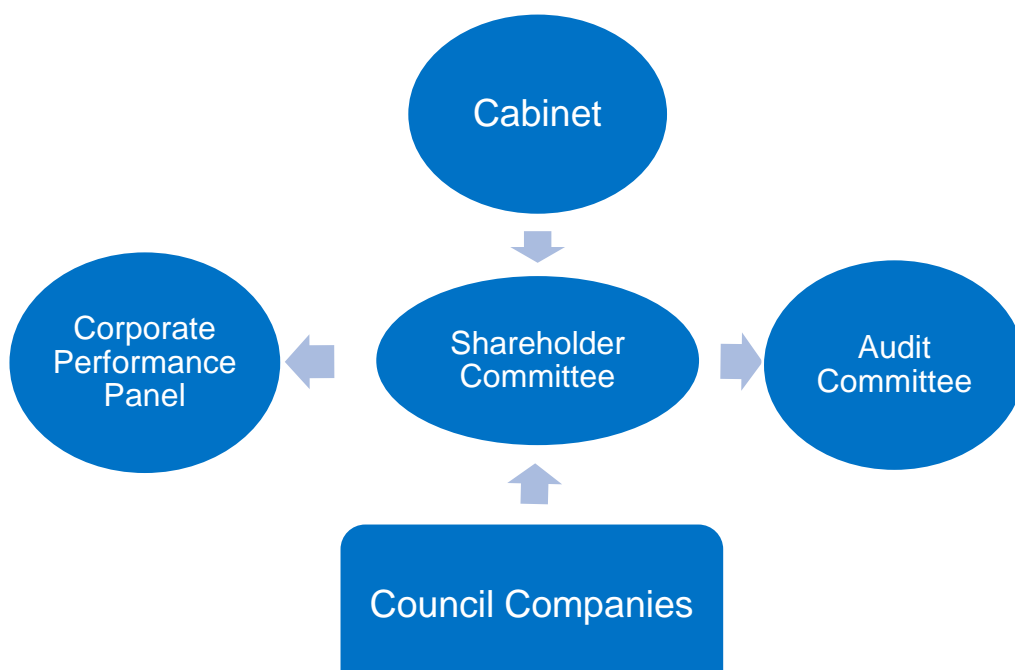 Cabinet
Corporate
Performance
Panel
Shareholder
Committee
Audit
Committee
Council Companies